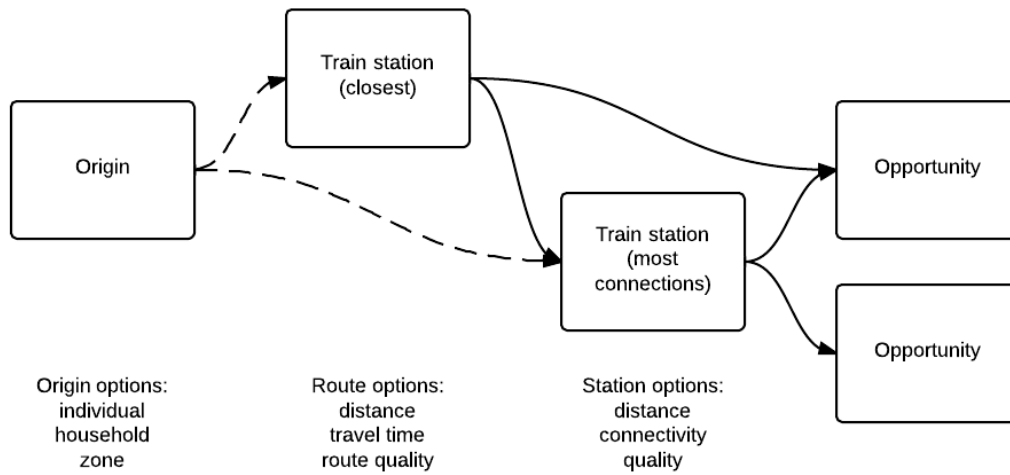 Train station
(closest)
Origin
Opportunity
Train station
(most
connections)
Opportunity
Origin options:
individual
household
zone
Route options:
distance
travel time
route quality
Station options:
distance
connectivity
quality